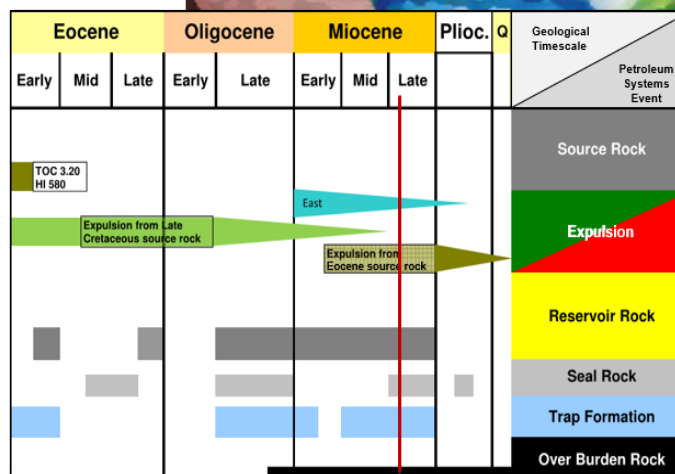 Eocene Oligocene Miocene Plioc. Q
Geological
Timescale
Early Mid Late Early Late Early Mid Late
Petroleum
Systems
Event
Source Rock
TOC 3.20
HI 580
East
Expulsion from Late
Cretaceous source rock
Expulsion
Expulsion from
Eocene source rock
Reservoir Rock
Seal Rock
Trap Formation
Over Burden Rock